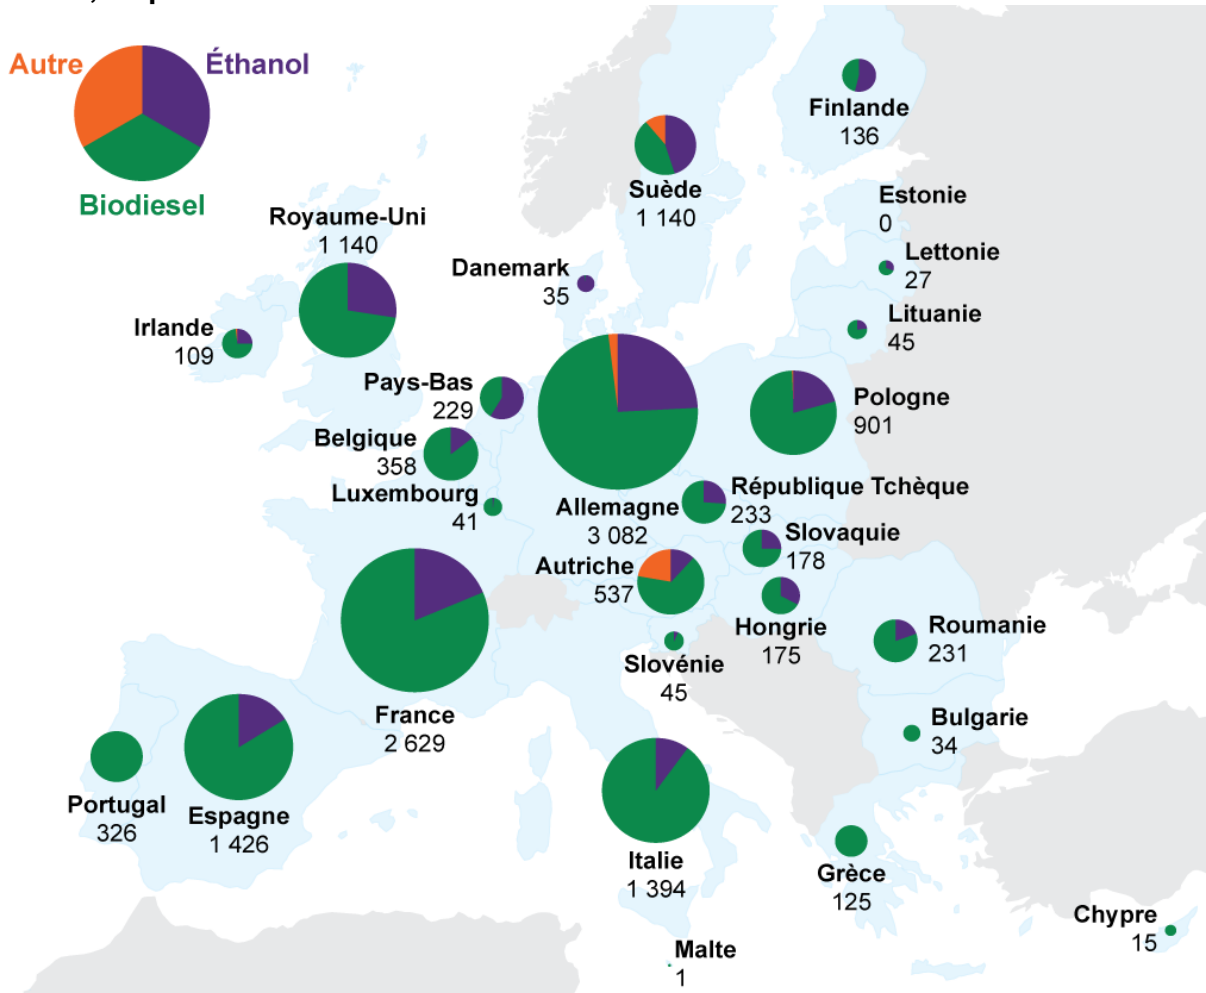 Autre
Éthanol
Biodiesel
Finlande
136
Suède
1 140
Estonie
0
Royaume-Uni
1 140
Lettonie
27
Danemark
35
Lituanie
45
Irlande
109
Pays-Bas
229
Pologne
901
Belgique
358
Luxembourg
41
Allemagne
3 082
République Tchèque
233
Slovaquie
178
Autriche
537
Hongrie
175
Roumanie
231
Slovénie
45
France
2 629
Bulgarie
34
Portugal
326
Espagne
1 426
Italie
1 394
Grèce
125
Chypre
15
Malte
1